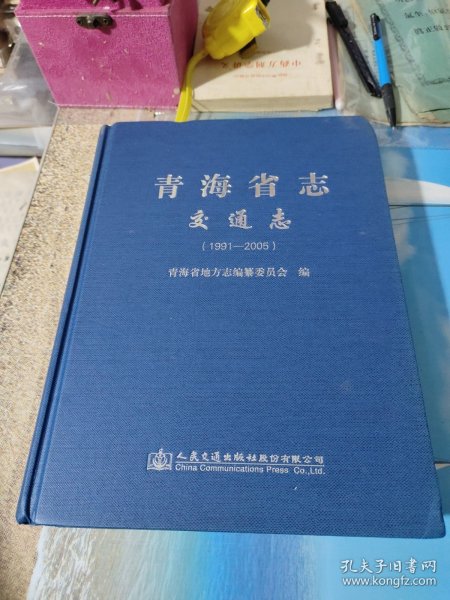 青海省志
交通志
（1991—2005）
青海省地方志编纂委员会 编
人民交通出版社股份有限公司
China Communications Press Co.,Ltd.
孔夫子旧书网
www.kongfz.com